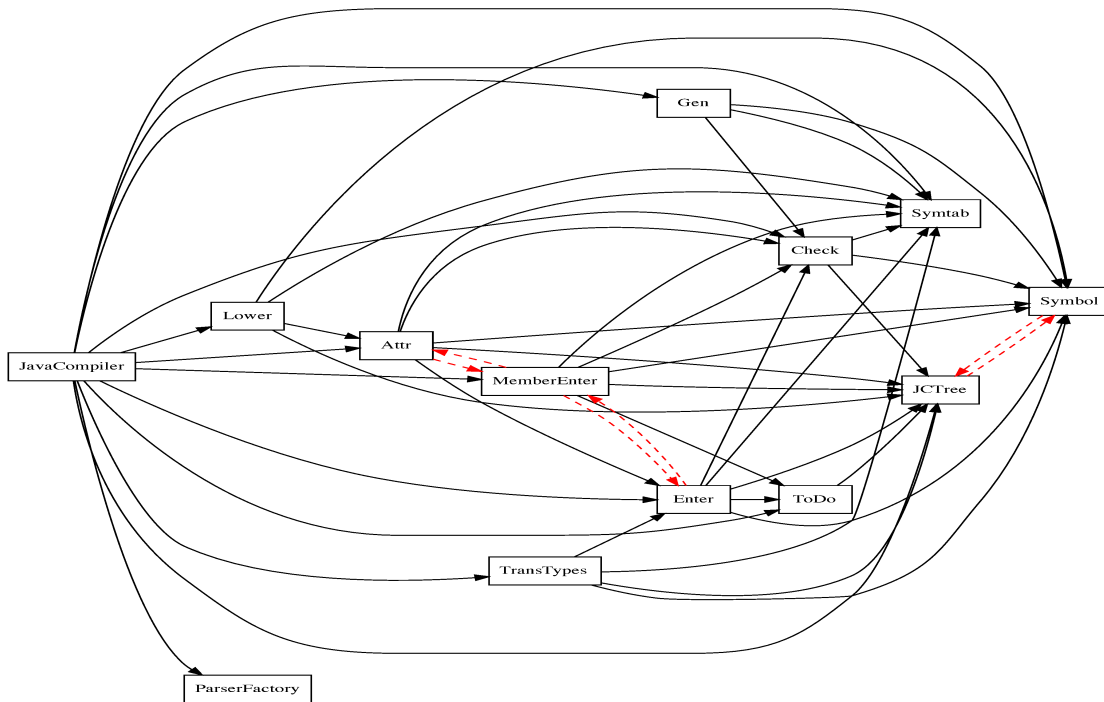 Gen
Symtab
Check
Symbol
Lower
Attr
JavaCompiler
MemberEnter
JCTree
Enter
ToDo
TransTypes
ParserFactory